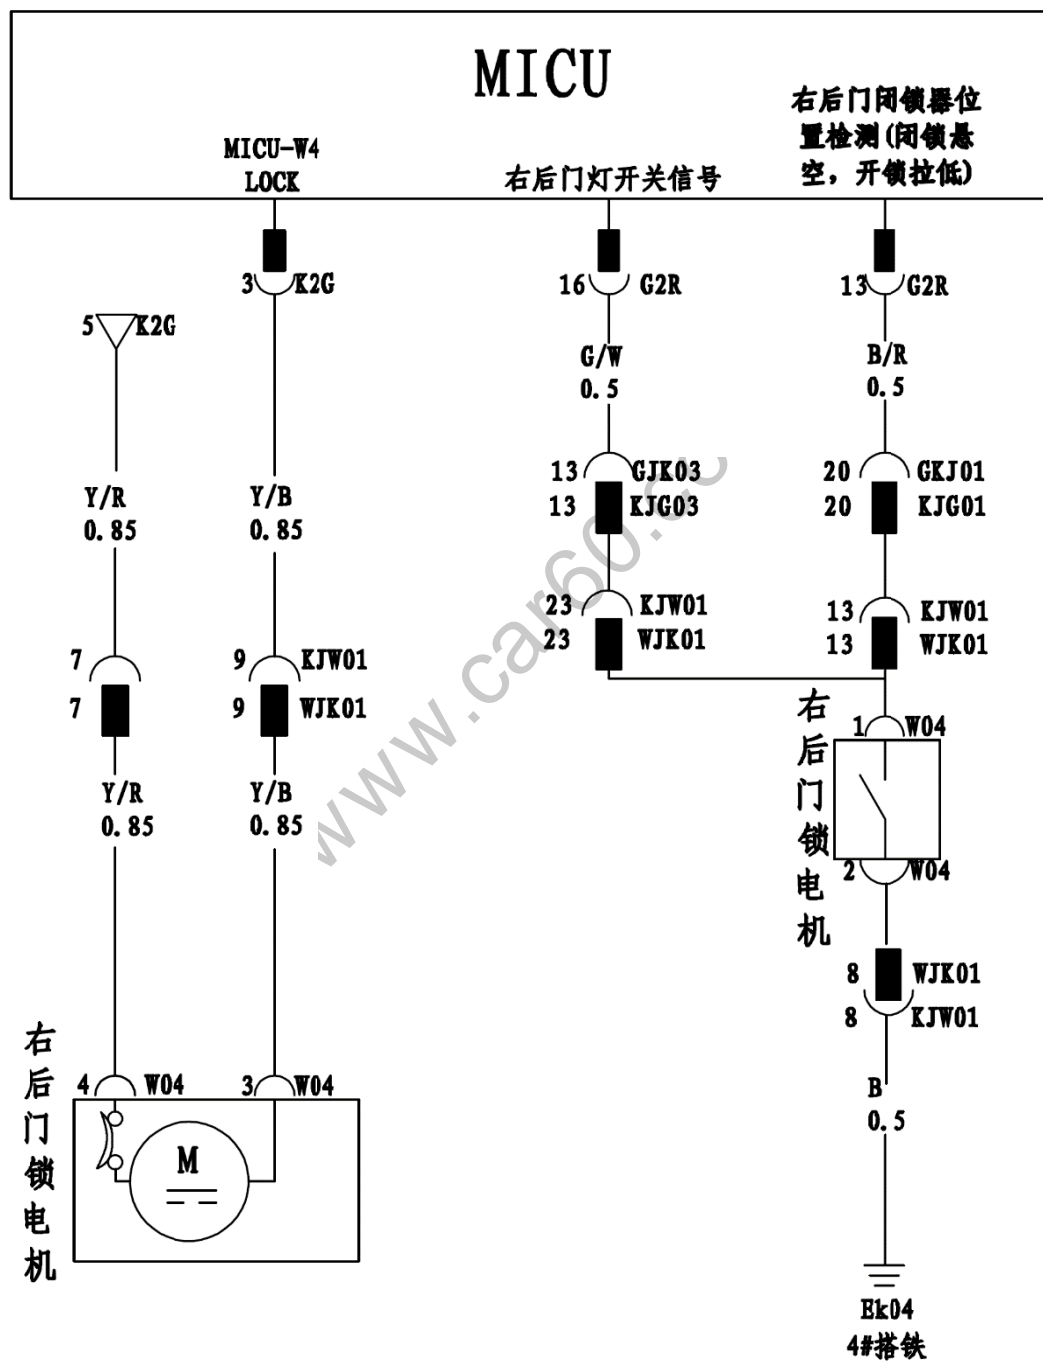 MICU
MICU-W4
LOCK
右后门灯开关信号
右后门闭锁器位
置检测(闭锁悬
空，开锁拉低)
3 K2G
16 G2R
13 G2R
5 K2G
G/W
0.5
B/R
0.5
13 GJK03
13 KJG03
20 GKJ01
20 KJG01
Y/R
0.85
Y/B
0.85
23 KJW01
23 WJK01
13 KJW01
13 WJK01
7
7
9 KJW01
9 WJK01
Y/R
0.85
Y/B
0.85
右后门锁电机
1 W04
2 W04
8 WJK01
8 KJW01
B
0.5
右后门锁电机
4 W04
3 W04
M
Ek04
4#搭铁
www.car60.co